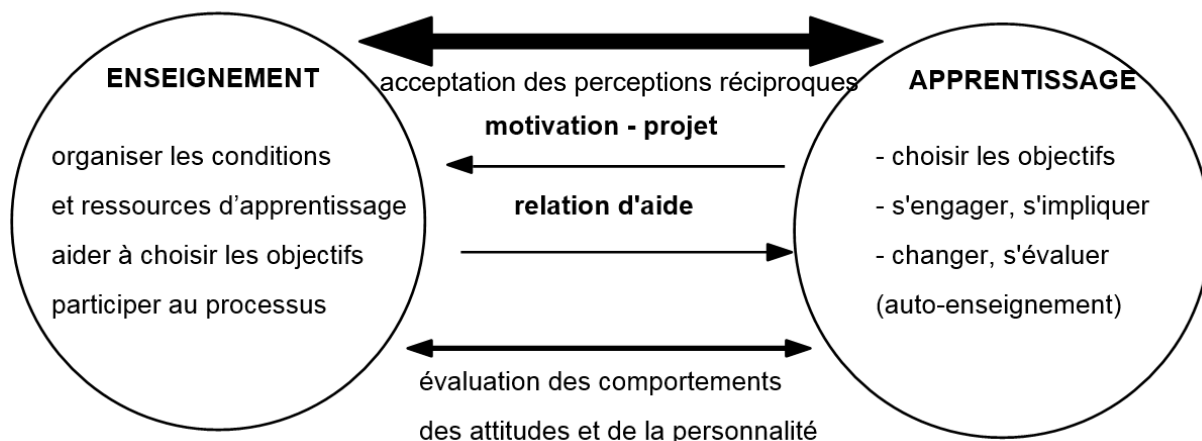 ENSEIGNEMENT
organiser les conditions
et ressources d’apprentissage
aider à choisir les objectifs
participer au processus
acceptation des perceptions réciproques
motivation - projet
relation d'aide
évaluation des comportements
des attitudes et de la personnalité
APPRENTISSAGE
- choisir les objectifs
- s'engager, s'impliquer
- changer, s'évaluer
(auto-enseignement)